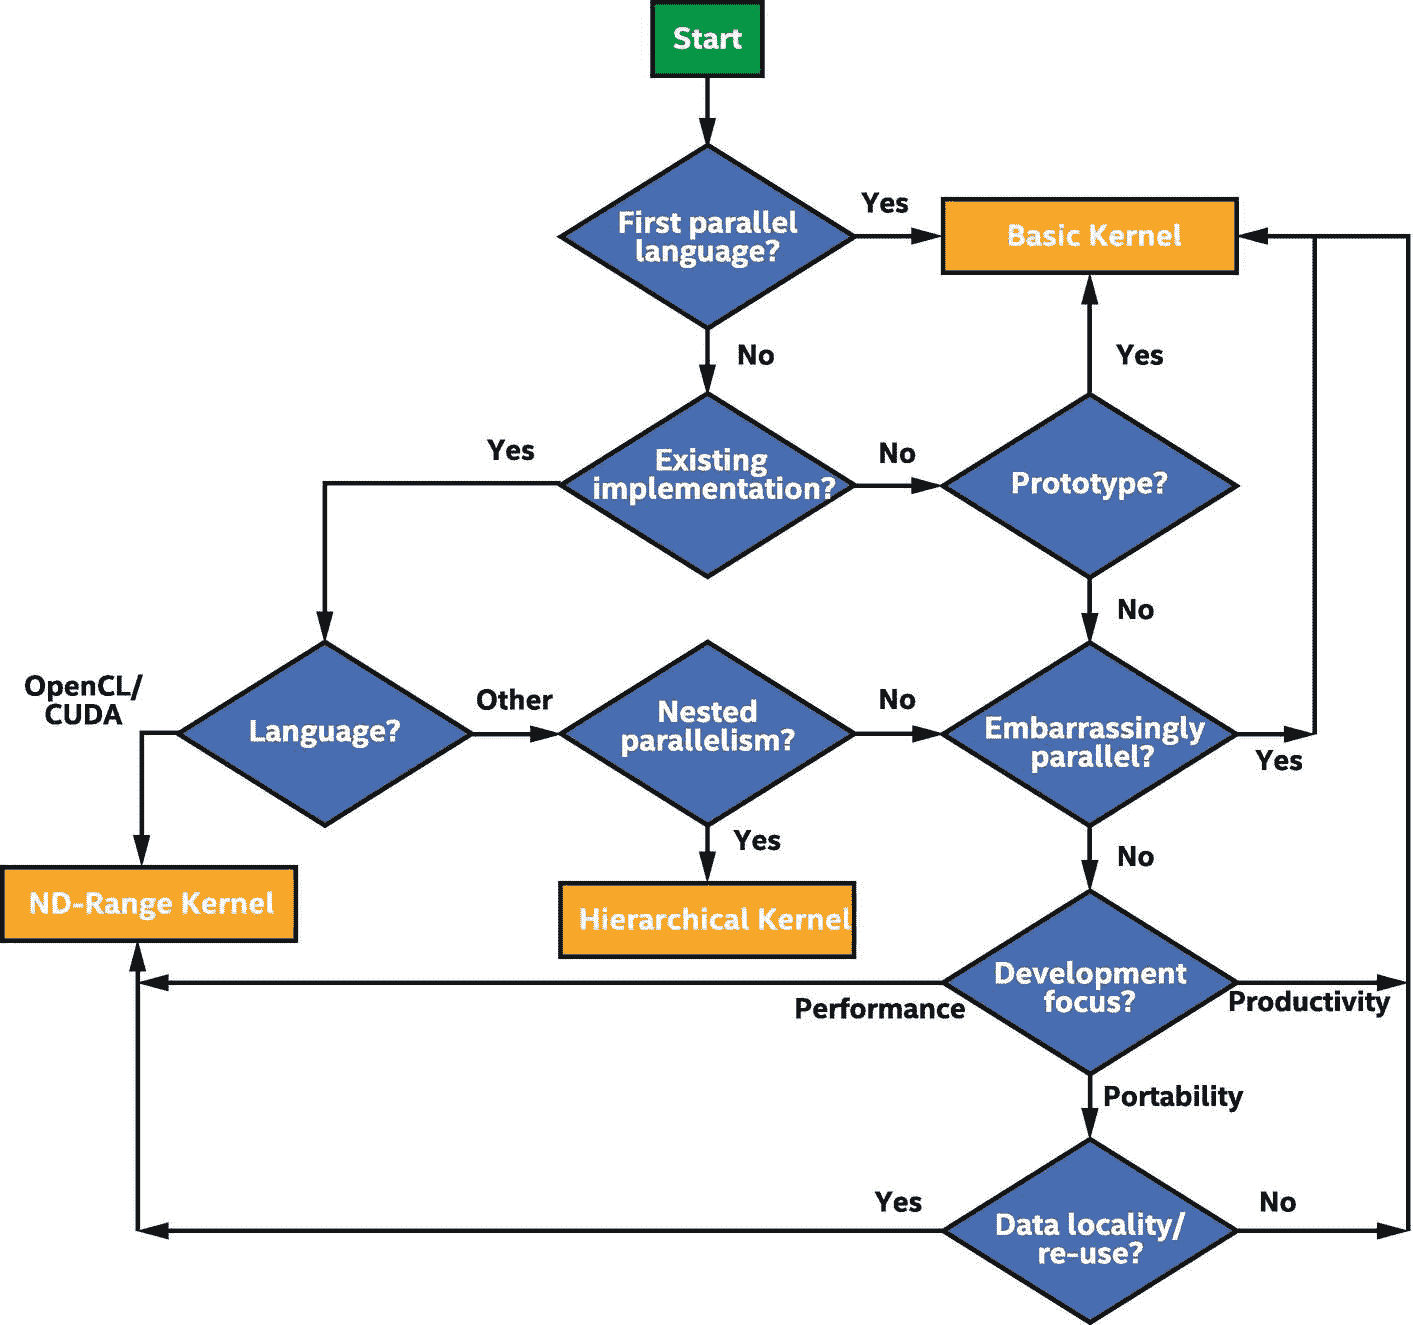 Start
First parallel
language?
Yes
Basic Kernel
No
Yes
Yes
Existing
implementation?
No
Prototype?
No
OpenCL/
CUDA
Language?
Other
Nested
parallelism?
No
Embarrassingly
parallel?
Yes
Yes
No
ND-Range Kernel
Hierarchical Kernel
Development
focus?
Performance
Productivity
Portability
Yes
Data locality/
re-use?
No